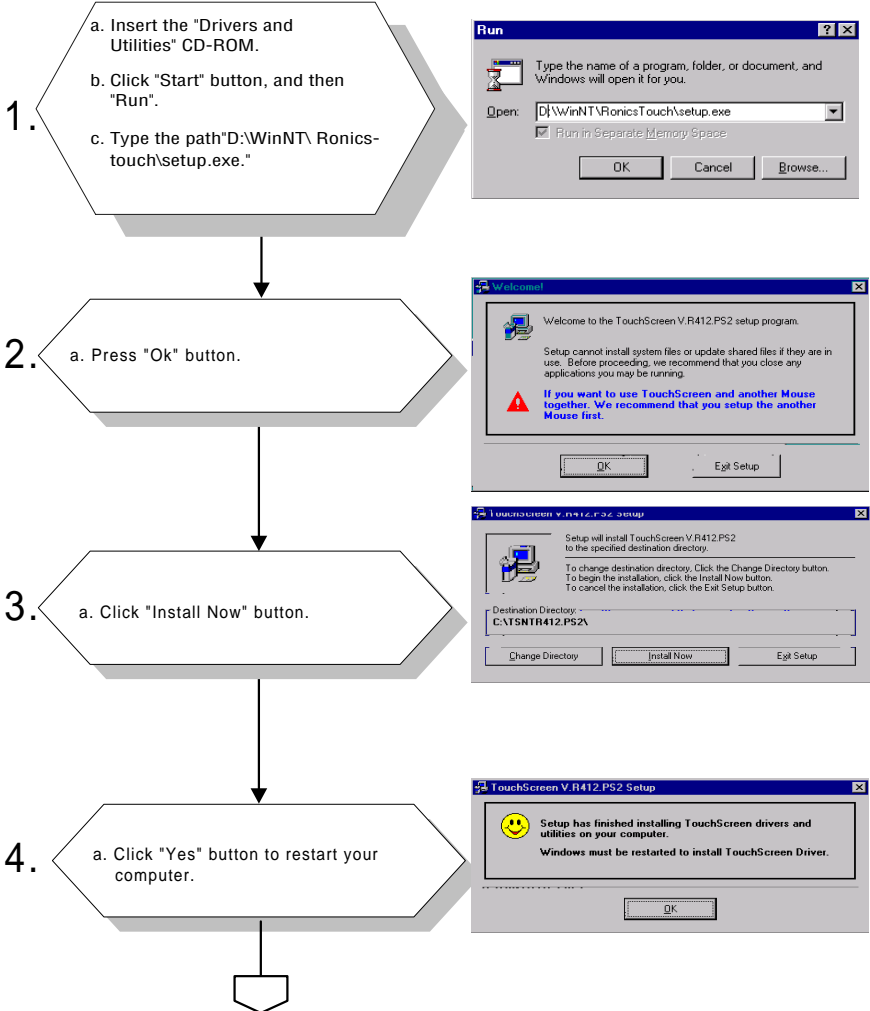 1.
a. Insert the "Drivers and
Utilities" CD-ROM.
b. Click "Start" button, and then
"Run".
c. Type the path"D:\WinNT\ Ronics-
touch\setup.exe."
Run
Type the name of a program, folder, or document, and
Windows will open it for you.
Open: D:\WinNT\RonicsTouch\setup.exe
Run in Separate Memory Space
OK Cancel Browse...
2.
a. Press "Ok" button.
Welcome!
Welcome to the TouchScreen V.R412.PS2 setup program.
Setup cannot install system files or update shared files if they are in
use. Before proceeding, we recommend that you close any
applications you may be running.
If you want to use TouchScreen and another Mouse
together. We recommend that you setup the another
Mouse first.
OK Exit Setup
3.
a. Click "Install Now" button.
TouchScreen V.R412.PS2 Setup
Setup will install TouchScreen V.R412.PS2
to the specified destination directory.
To change destination directory, Click the Change Directory button.
To begin the installation, click the Install Now button.
To cancel the installation, click the Exit Setup button.
Destination Directory:
C:\TSNTR412.PS2\
Change Directory Install Now Exit Setup
4.
a. Click "Yes" button to restart your
computer.
TouchScreen V.R412.PS2 Setup
Setup has finished installing TouchScreen drivers and
utilities on your computer.
Windows must be restarted to install TouchScreen Driver.
OK